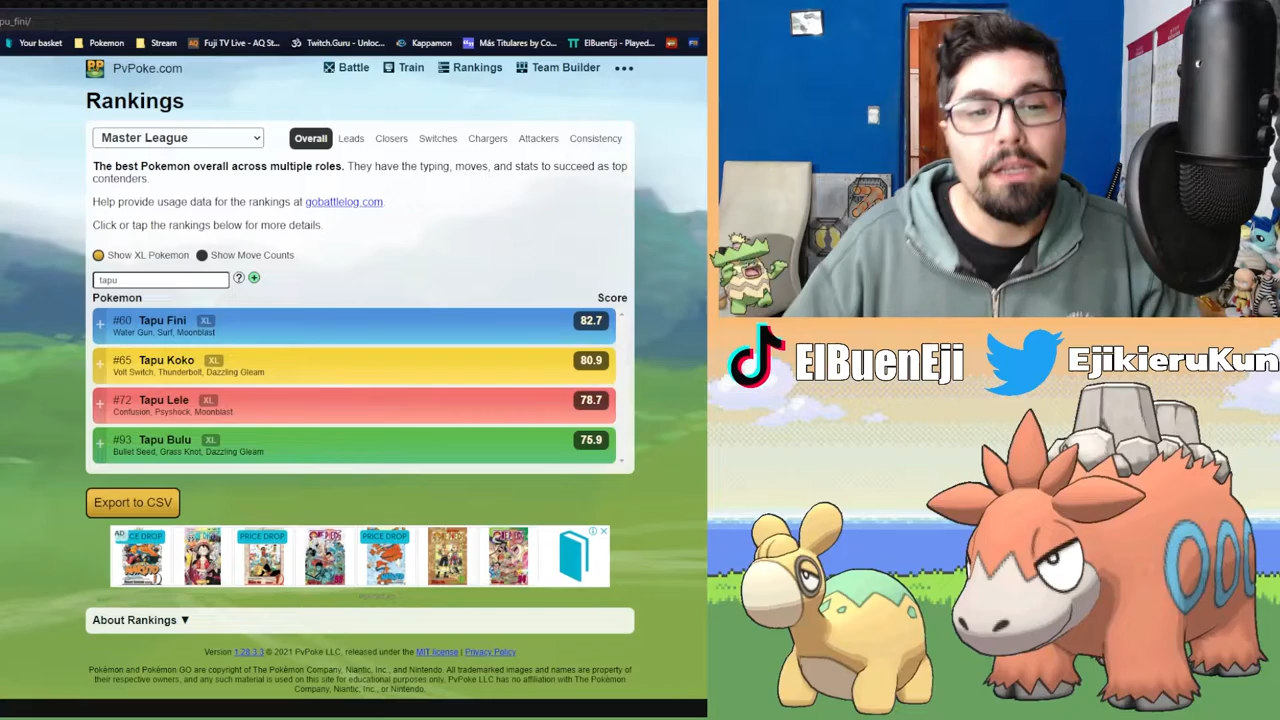 pu_fini/
Your basket
Pokemon
Stream
Fuji TV Live - AQ St...
Twitch.Guru - Unloc...
Kappamon
Más Titulares by Co...
ElBuenEji - Played...
PvPoke.com
Battle
Train
Rankings
Team Builder
Rankings
Master League
Overall
Leads
Closers
Switches
Chargers
Attackers
Consistency
The best Pokemon overall across multiple roles. They have the typing, moves, and stats to succeed as top
contenders.
Help provide usage data for the rankings at gobattlelog.com.
Click or tap the rankings below for more details.
Show XL Pokemon
Show Move Counts
tapu
?
+
Pokemon
Score
+ #60 Tapu Fini XL 82.7
Water Gun, Surf, Moonblast
+ #65 Tapu Koko XL 80.9
Volt Switch, Thunderbolt, Dazzling Gleam
+ #72 Tapu Lele XL 78.7
Confusion, Psyshock, Moonblast
+ #93 Tapu Bulu XL 75.9
Bullet Seed, Grass Knot, Dazzling Gleam
Export to CSV
AD
CE DROP
PRICE DROP
PRICE DROP
About Rankings ▼
Version 1.28.3.3 © 2021 PvPoke LLC, released under the MIT license | Privacy Policy
Pokémon and Pokémon GO are copyright of The Pokémon Company, Niantic, Inc., and Nintendo. All trademarked images and names are property of
their respective owners, and any such material is used on this site for educational purposes only. PvPoke LLC has no affiliation with The Pokémon
Company, Niantic, Inc., or Nintendo.
ElBuenEji
EjikieruKun